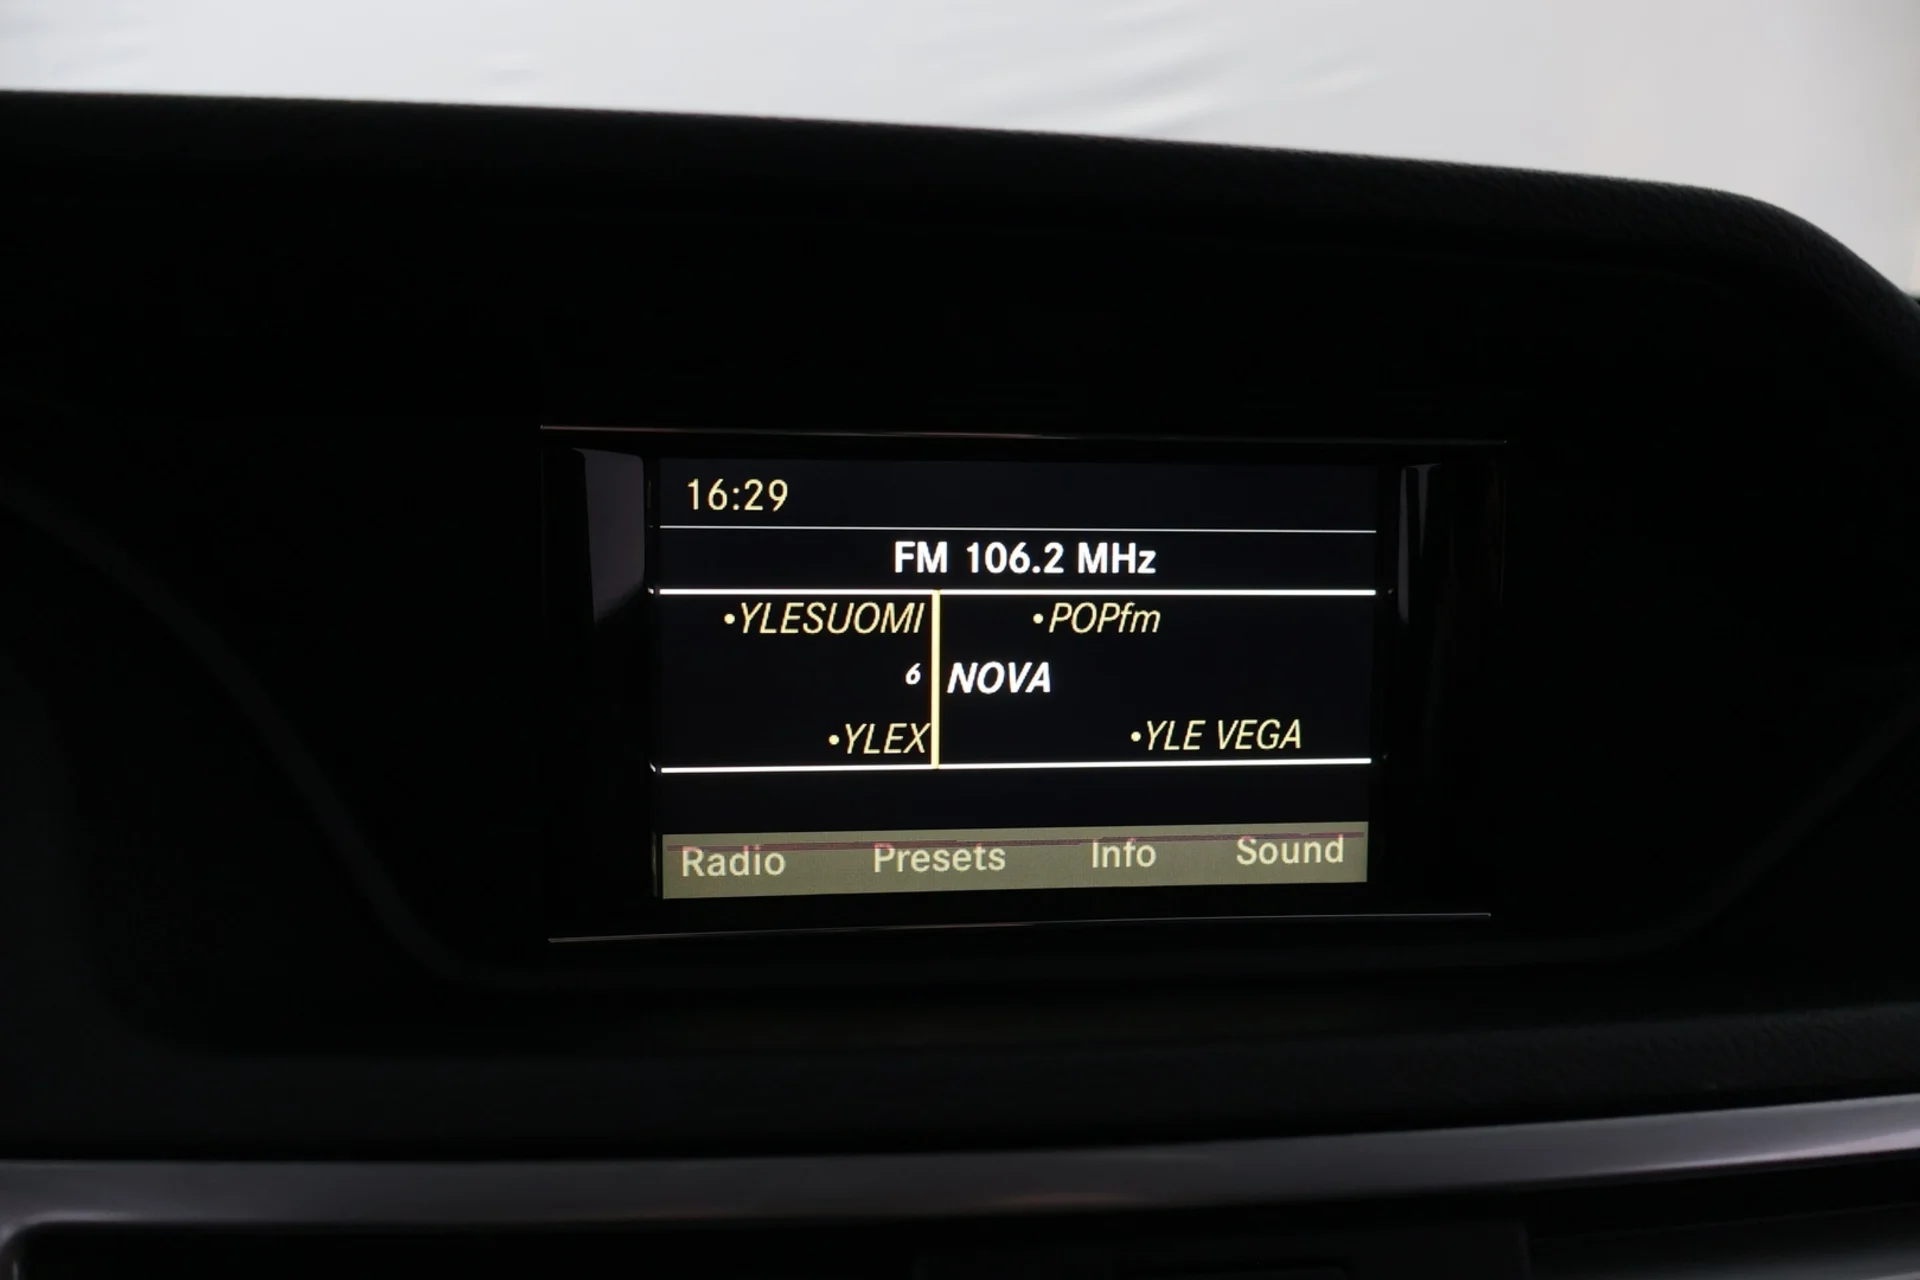 16:29
FM 106.2 MHz
•YLESUOMI •POPfm
6 NOVA
•YLEX •YLE VEGA
Radio Presets Info Sound